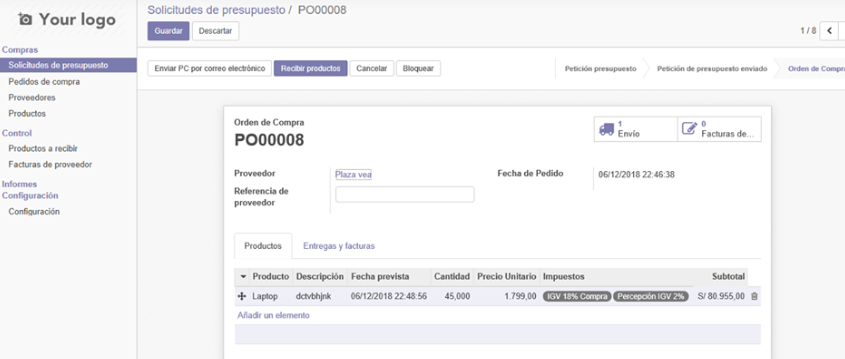 Your logo
Solicitudes de presupuesto / PO00008
Guardar Descartar
1 / 8
Compras
Solicitudes de presupuesto
Pedidos de compra
Proveedores
Productos
Control
Productos a recibir
Facturas de proveedor
Informes
Configuración
Configuración
Enviar PC por correo electrónico Recibir productos Cancelar Bloquear
Petición presupuesto Petición de presupuesto enviado Orden de Compra
Orden de Compra
PO00008
1
Envío
0
Facturas de...
Proveedor Plaza vea
Fecha de Pedido 06/12/2018 22:46:38
Referencia de
proveedor
Productos Entregas y facturas
Producto Descripción Fecha prevista Cantidad Precio Unitario Impuestos Subtotal
Laptop dctvbhjnk 06/12/2018 22:48:56 45,000 1.799,00 IGV 18% Compra Percepción IGV 2% S/ 80.955,00
Añadir un elemento